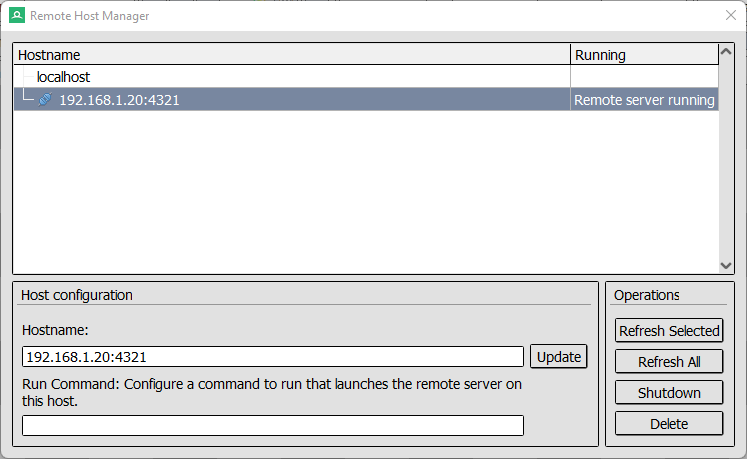 Remote Host Manager
Hostname Running
localhost
192.168.1.20:4321 Remote server running
Host configuration
Hostname:
192.168.1.20:4321
Update
Run Command: Configure a command to run that launches the remote server on
this host.
Operations
Refresh Selected
Refresh All
Shutdown
Delete